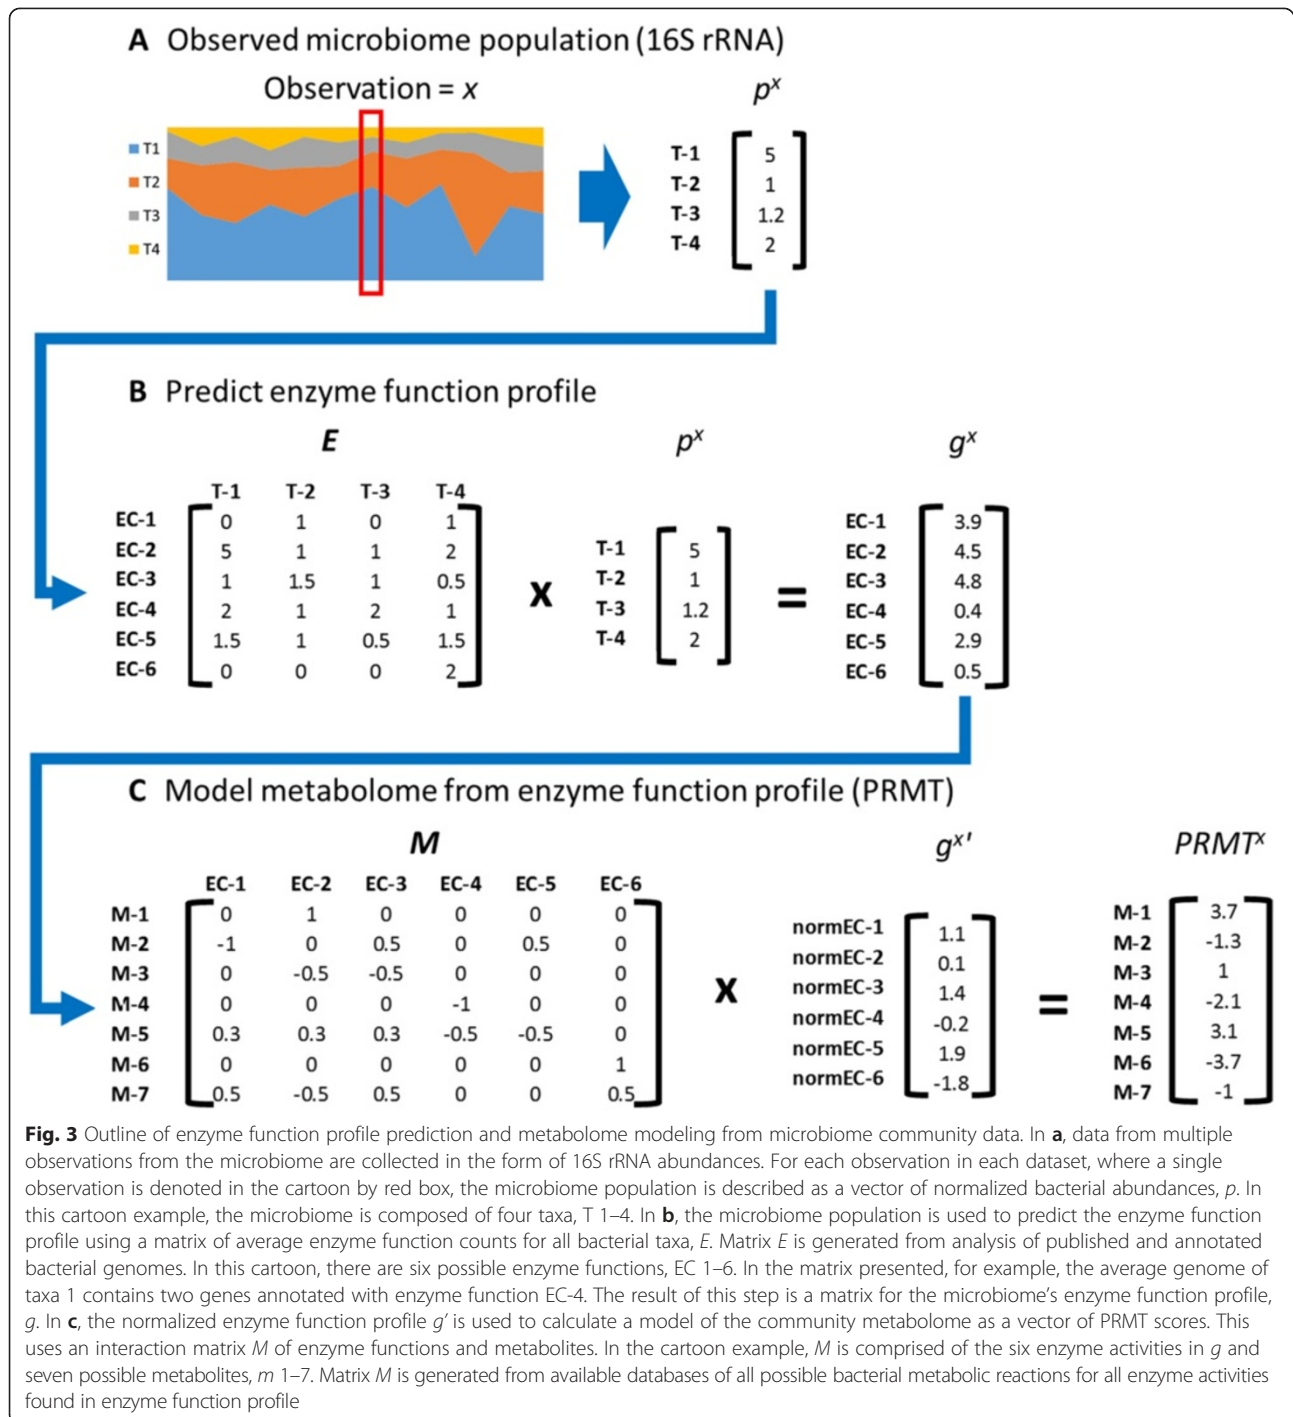 A Observed microbiome population (16S rRNA)
Observation = x
pˣ
T1
T2
T3
T4
T-1 5
T-2 1
T-3 1.2
T-4 2
B Predict enzyme function profile
E pˣ gˣ
T-1 T-2 T-3 T-4
EC-1 0 1 0 1
EC-2 5 1 1 2
EC-3 1 1.5 1 0.5
EC-4 2 1 2 1
EC-5 1.5 1 0.5 1.5
EC-6 0 0 0 2
x
T-1 5
T-2 1
T-3 1.2
T-4 2
=
EC-1 3.9
EC-2 4.5
EC-3 4.8
EC-4 0.4
EC-5 2.9
EC-6 0.5
C Model metabolome from enzyme function profile (PRMT)
M gˣ' PRMTˣ
EC-1 EC-2 EC-3 EC-4 EC-5 EC-6
M-1 0 1 0 0 0 0
M-2 -1 0 0.5 0 0.5 0
M-3 0 -0.5 -0.5 0 0 0
M-4 0 0 0 -1 0 0
M-5 0.3 0.3 0.3 -0.5 -0.5 0
M-6 0 0 0 0 0 1
M-7 0.5 -0.5 0.5 0 0 0.5
x
normEC-1 1.1
normEC-2 0.1
normEC-3 1.4
normEC-4 -0.2
normEC-5 1.9
normEC-6 -1.8
=
M-1 3.7
M-2 -1.3
M-3 1
M-4 -2.1
M-5 3.1
M-6 -3.7
M-7 -1
Fig. 3 Outline of enzyme function profile prediction and metabolome modeling from microbiome community data. In a, data from multiple
observations from the microbiome are collected in the form of 16S rRNA abundances. For each observation in each dataset, where a single
observation is denoted in the cartoon by red box, the microbiome population is described as a vector of normalized bacterial abundances, p. In
this cartoon example, the microbiome is composed of four taxa, T 1–4. In b, the microbiome population is used to predict the enzyme function
profile using a matrix of average enzyme function counts for all bacterial taxa, E. Matrix E is generated from analysis of published and annotated
bacterial genomes. In this cartoon, there are six possible enzyme functions, EC 1–6. In the matrix presented, for example, the average genome of
taxa 1 contains two genes annotated with enzyme function EC-4. The result of this step is a matrix for the microbiome's enzyme function profile,
g. In c, the normalized enzyme function profile g' is used to calculate a model of the community metabolome as a vector of PRMT scores. This
uses an interaction matrix M of enzyme functions and metabolites. In the cartoon example, M is comprised of the six enzyme activities in g and
seven possible metabolites, m 1–7. Matrix M is generated from available databases of all possible bacterial metabolic reactions for all enzyme activities
found in enzyme function profile